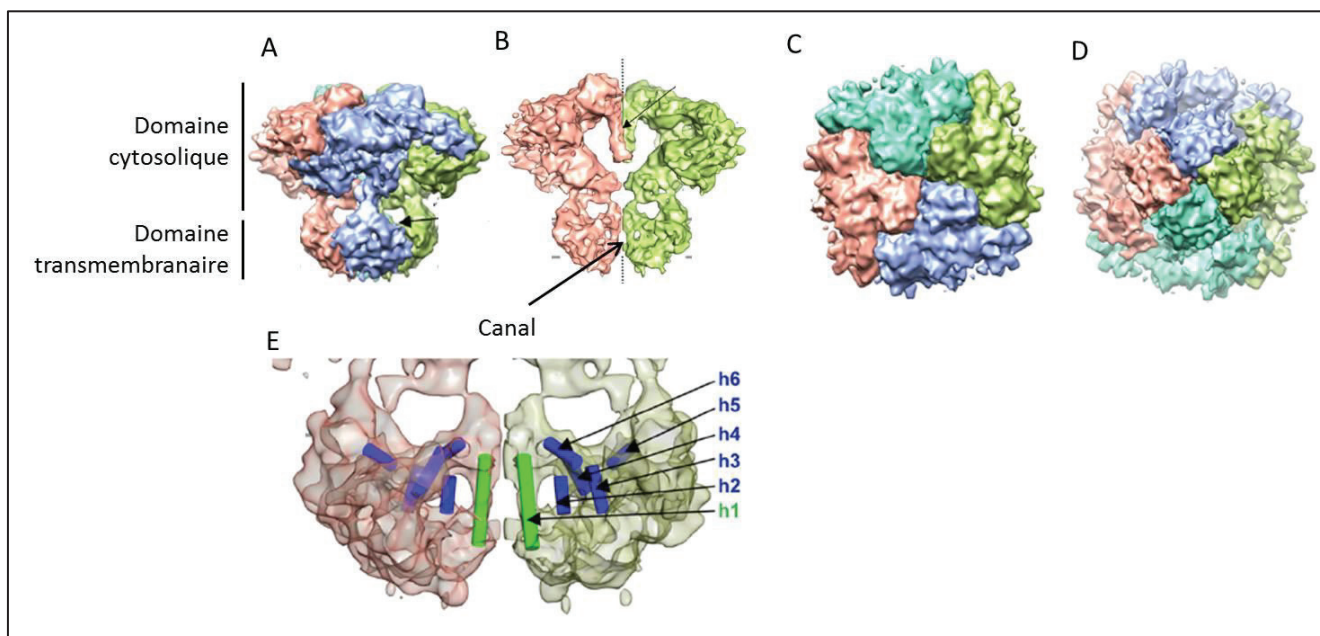 A
B
C
D
Domaine
cytosolique
Domaine
transmembranaire
Canal
E
h6
h5
h4
h3
h2
h1